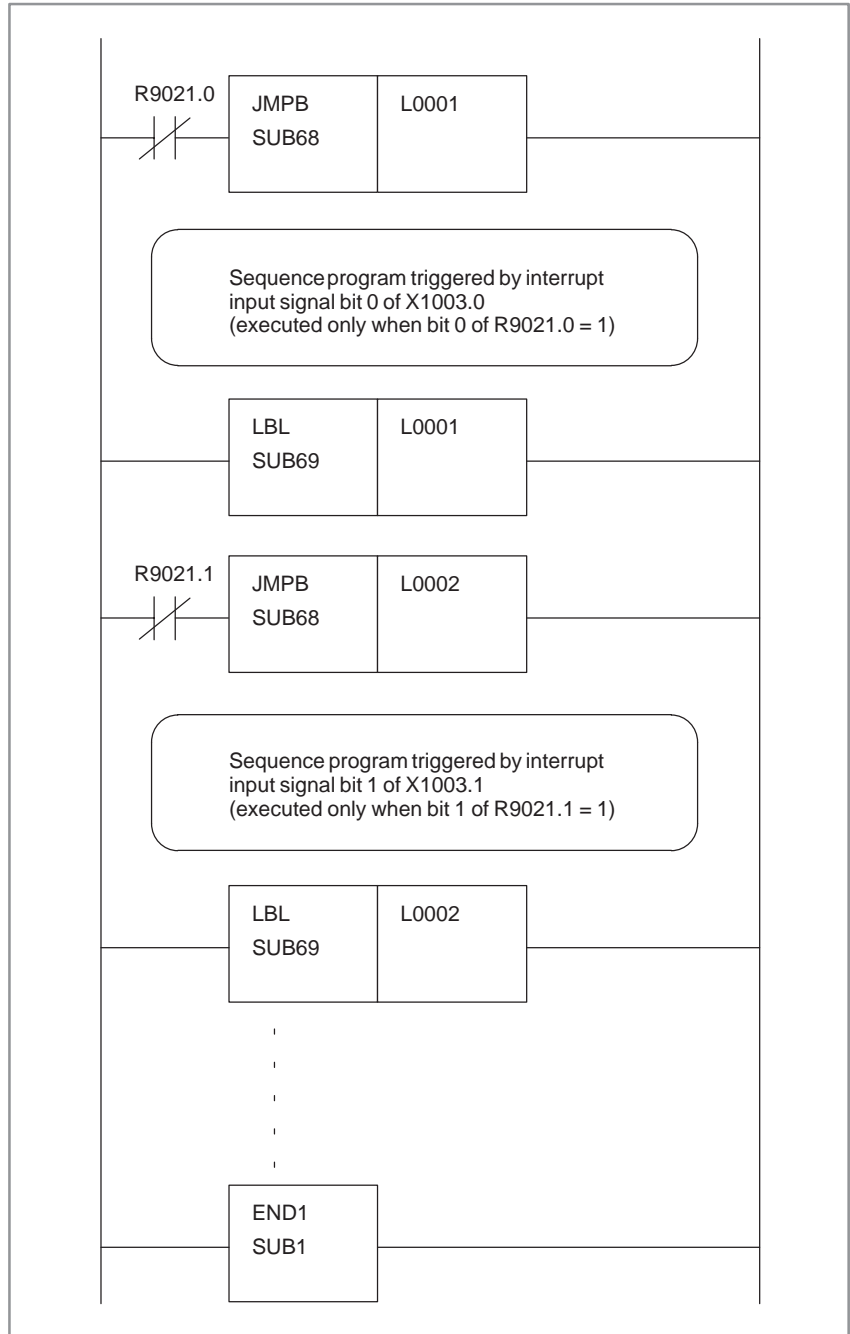 R9021.0
JMPB
SUB68
L0001
Sequence program triggered by interrupt
input signal bit 0 of X1003.0
(executed only when bit 0 of R9021.0 = 1)
LBL
SUB69
L0001
R9021.1
JMPB
SUB68
L0002
Sequence program triggered by interrupt
input signal bit 1 of X1003.1
(executed only when bit 1 of R9021.1 = 1)
LBL
SUB69
L0002
END1
SUB1